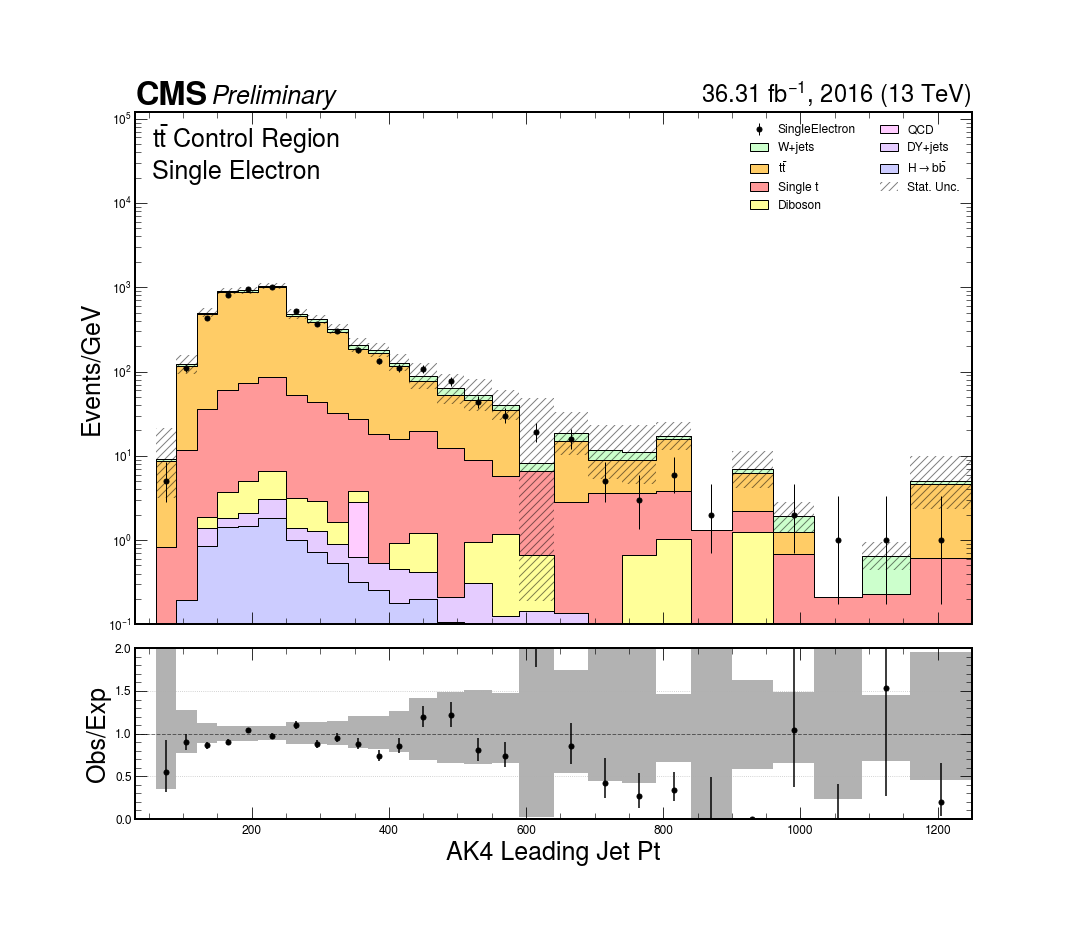 CMS Preliminary
36.31 fb⁻¹, 2016 (13 TeV)
tt̄ Control Region
Single Electron
SingleElectron
W+jets
tt̄
Single t
Diboson
QCD
DY+jets
H→bb̄
Stat. Unc.
Events/GeV
10⁵
10⁴
10³
10²
10¹
10⁰
10⁻¹
Obs/Exp
2.0
1.5
1.0
0.5
0.0
200 400 600 800 1000 1200
AK4 Leading Jet Pt